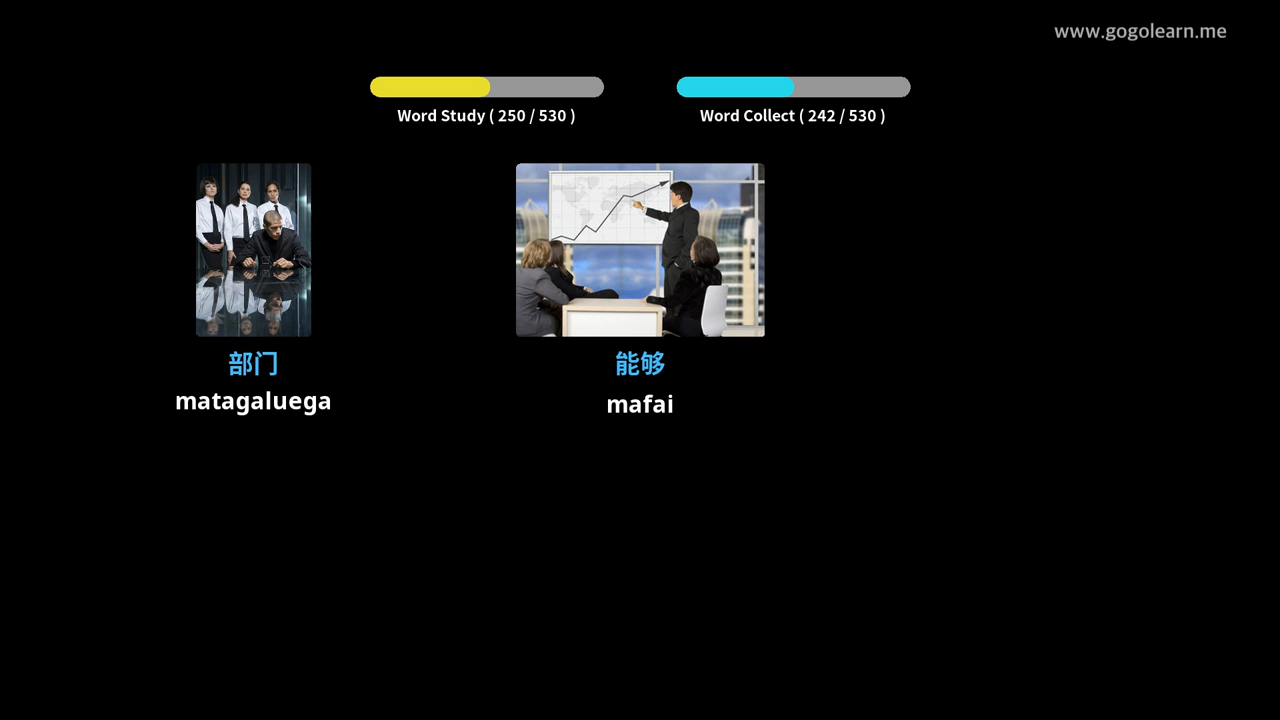 www.gogolearn.me
Word Study ( 250 / 530 )
Word Collect ( 242 / 530 )
部门
matagaluega
能够
mafai